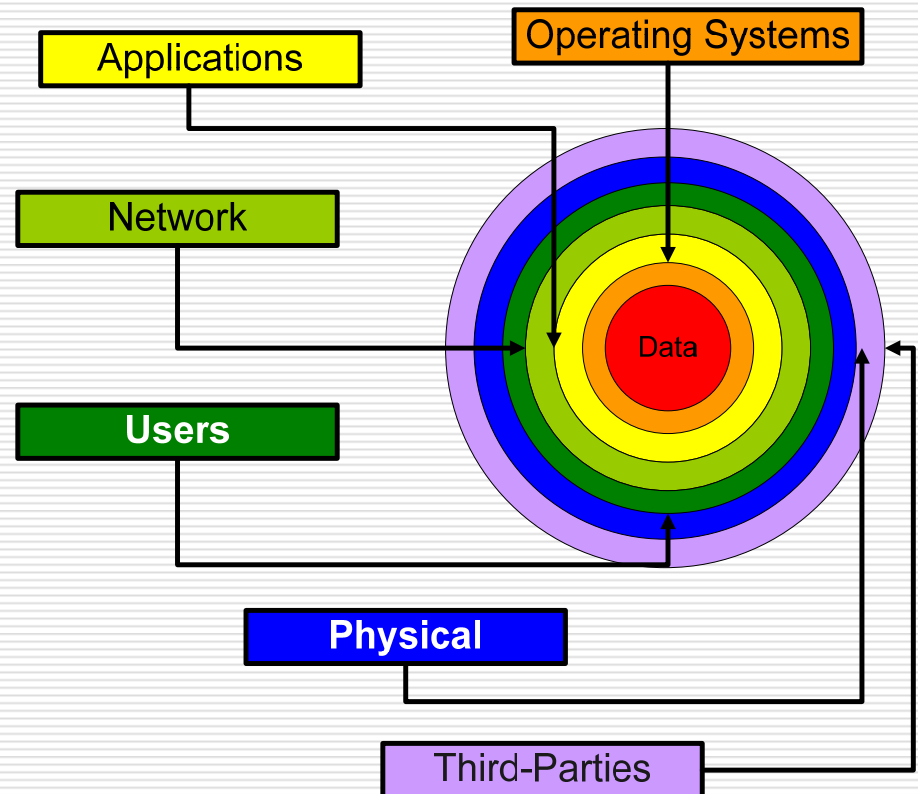 Operating Systems
Applications
Network
Data
Users
Physical
Third-Parties